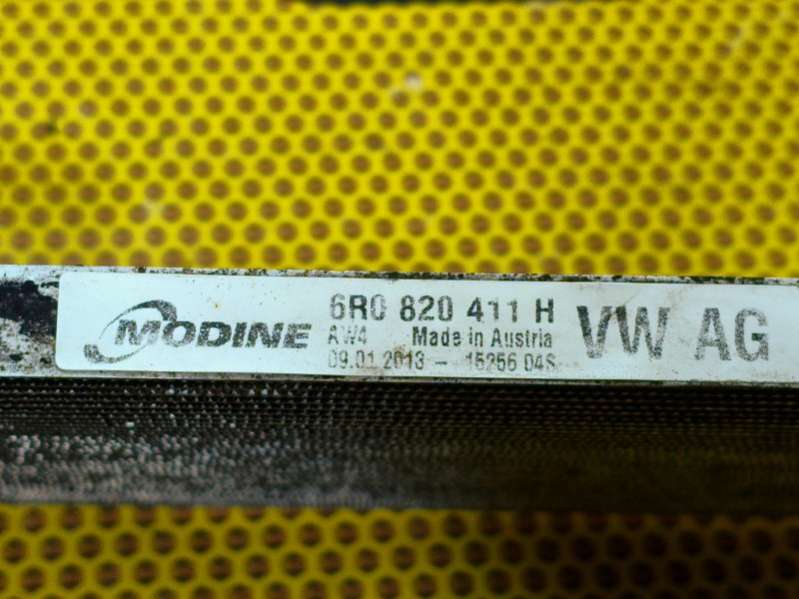 MODINE
6R0 820 411 H
AW4 Made in Austria
09.01.2013 - 15256 04S
VW AG